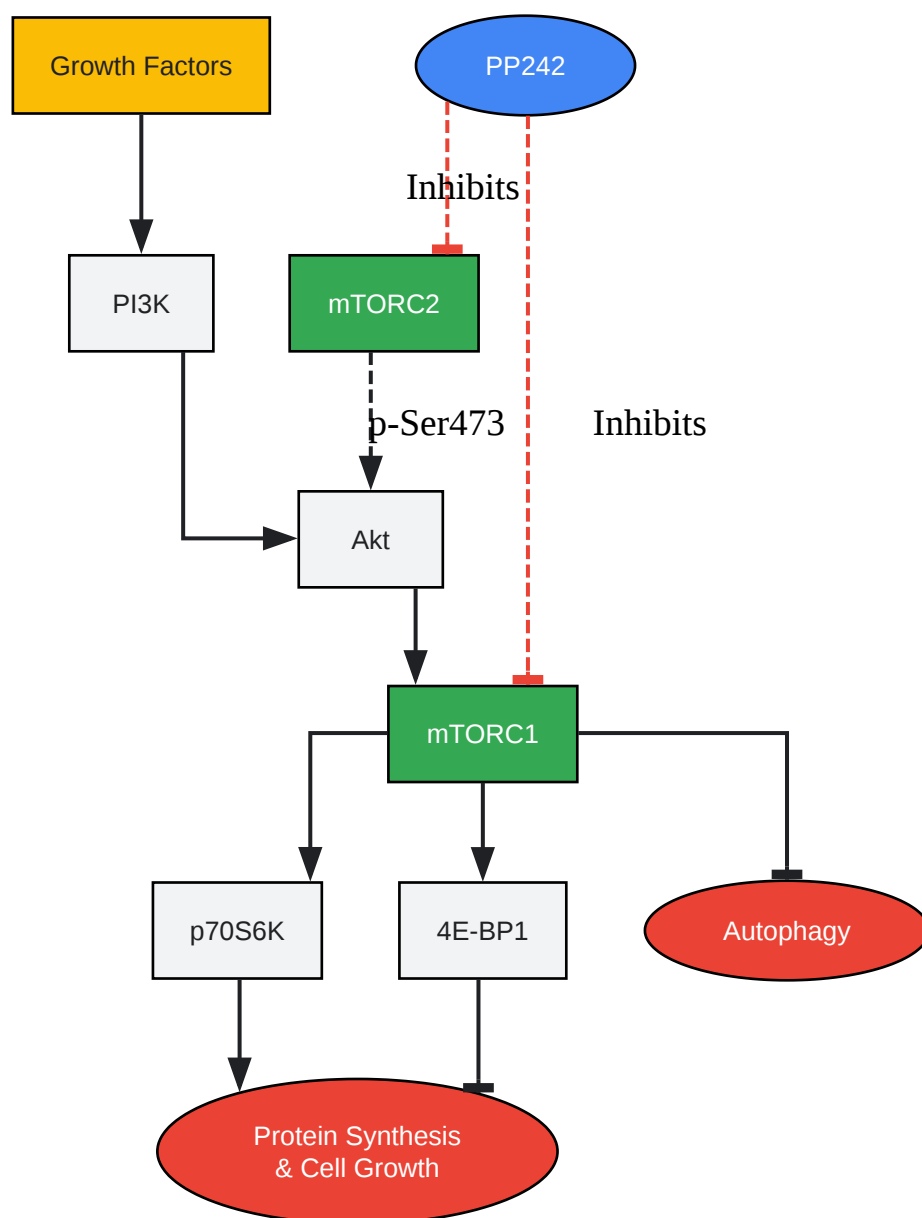 Growth Factors
PP242
Inhibits
PI3K
mTORC2
p-Ser473
Inhibits
Akt
mTORC1
p70S6K
4E-BP1
Autophagy
Protein Synthesis
& Cell Growth